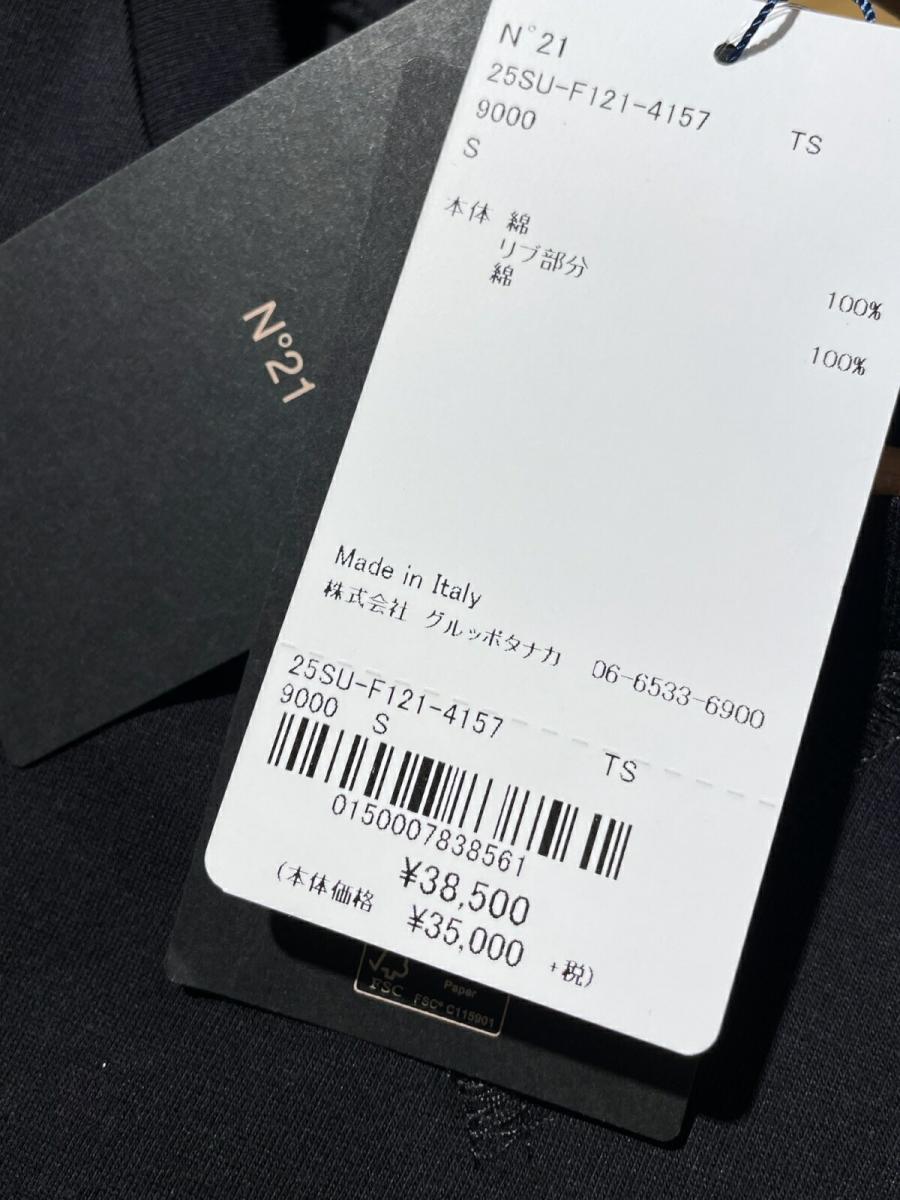 N°21
25SU-F121-4157 TS
9000
S
本体 綿
リブ部分 100%
綿 100%
Made in Italy
株式会社 グルッポタナカ 06-6533-6900
25SU-F121-4157 TS
9000 S
0150007838561
¥38,500
(本体価格 ¥35,000 +税)
N°21
FSC
Paper
FSC® C115901